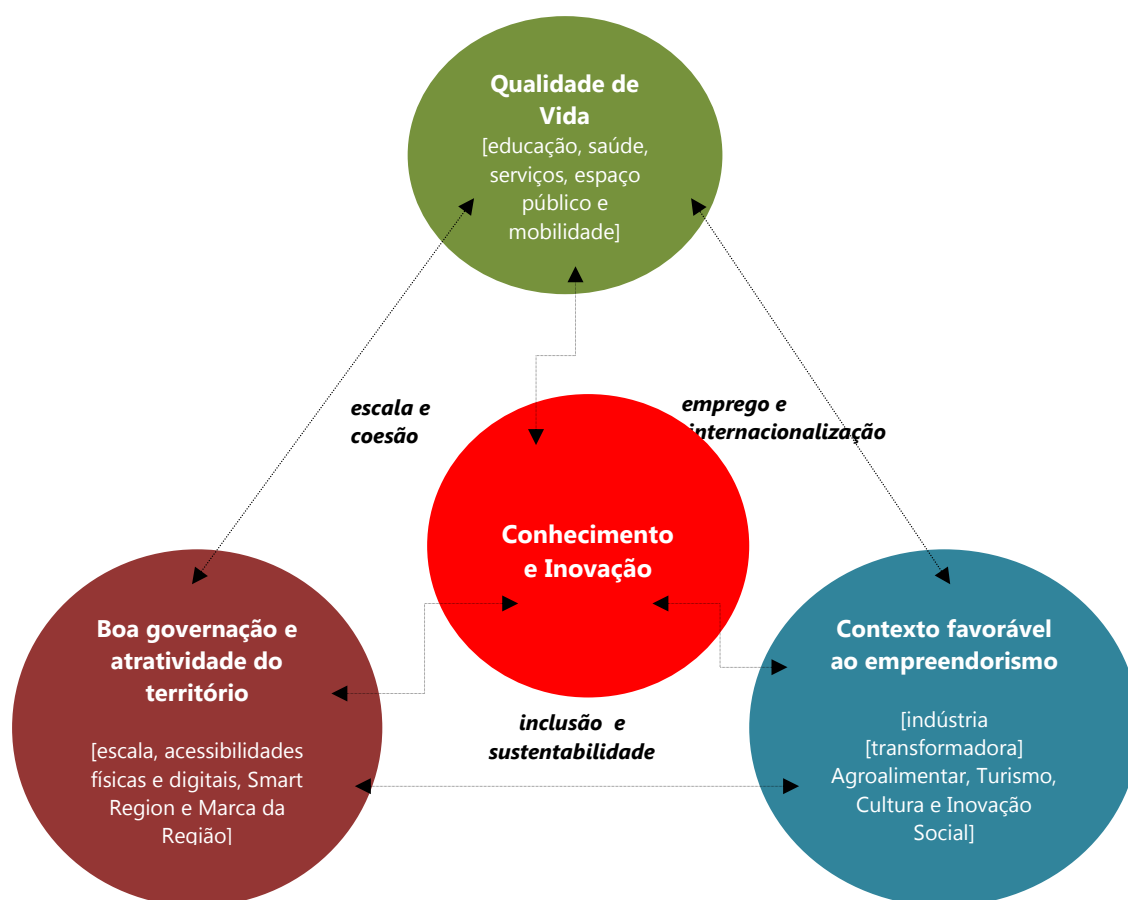 Qualidade de
Vida
[educação, saúde,
serviços, espaço
público e
mobilidade]
escala e
coesão
emprego e
internacionalização
Conhecimento
e Inovação
Boa governação e
atratividade do
território
[escala, acessibilidades
físicas e digitais, Smart
Region e Marca da
Região]
Contexto favorável
ao empreendorismo
[indústria
[transformadora]
Agroalimentar, Turismo,
Cultura e Inovação
Social]
inclusão e
sustentabilidade